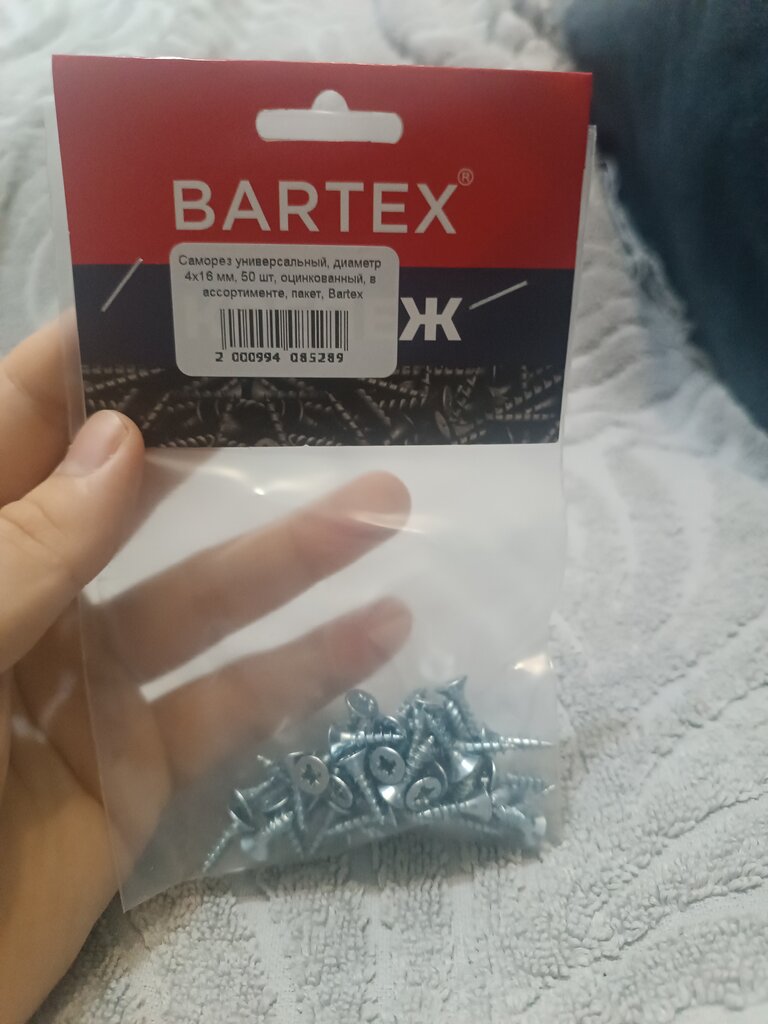 BARTEX®
Саморез универсальный, диаметр
4х16 мм, 50 шт, оцинкованный, в
ассортименте, пакет, Bartex
2 000994 085289